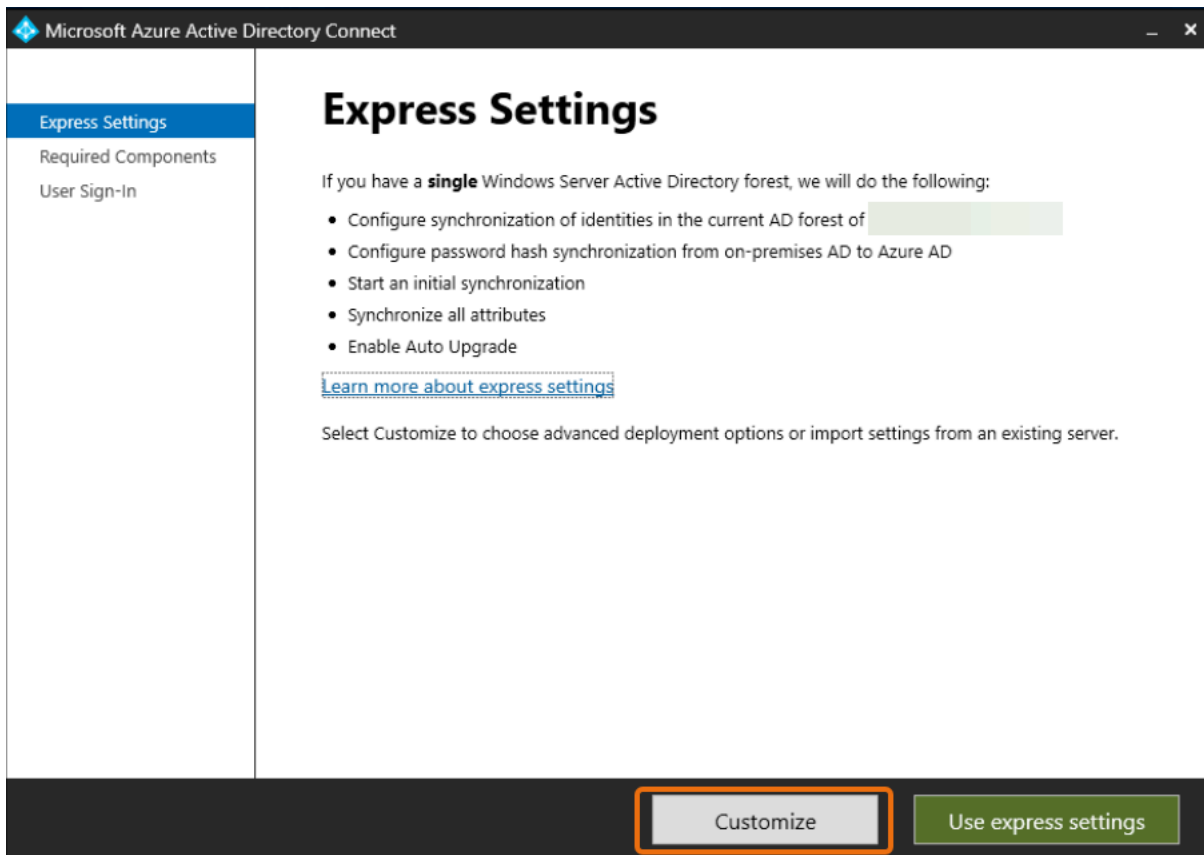 Microsoft Azure Active Directory Connect
Express Settings
Required Components
User Sign-In
Express Settings
If you have a single Windows Server Active Directory forest, we will do the following:
• Configure synchronization of identities in the current AD forest of
• Configure password hash synchronization from on-premises AD to Azure AD
• Start an initial synchronization
• Synchronize all attributes
• Enable Auto Upgrade
Learn more about express settings
Select Customize to choose advanced deployment options or import settings from an existing server.
Customize
Use express settings